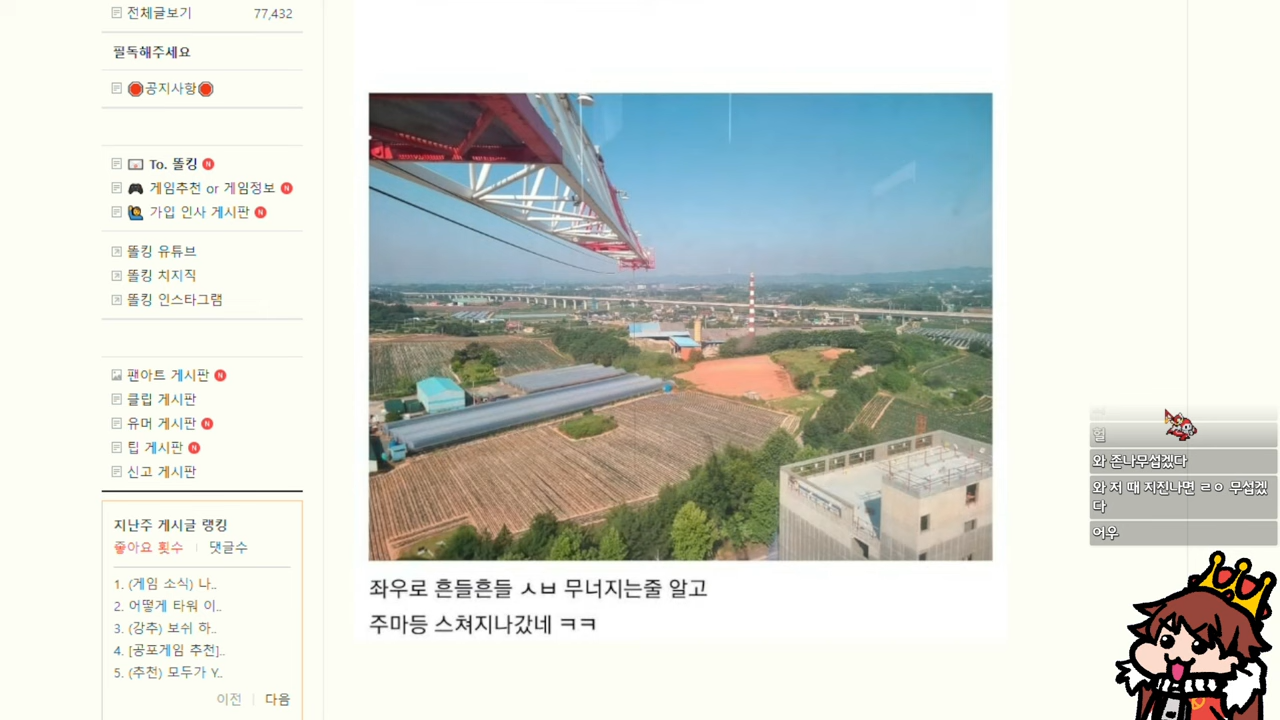 전체글보기 77,432
필독해주세요
공지사항
To. 똘킹 N
게임추천 or 게임정보 N
가입 인사 게시판 N
똘킹 유튜브
똘킹 치지직
똘킹 인스타그램
팬아트 게시판 N
클립 게시판
유머 게시판 N
팁 게시판 N
신고 게시판
지난주 게시글 랭킹
좋아요 횟수 댓글수
1. (게임 소식) 나..
2. 어떻게 타워 이..
3. (강추) 보쉬 하..
4. [공포게임 추천]..
5. (추천) 모두가 Y..
이전 다음
좌우로 흔들흔들 ㅅㅂ 무너지는줄 알고
주마등 스쳐지나갔네 ㅋㅋ
헐
와 존나무섭겠다
와 저 때 지진나면 ㄹㅇ 무섭겠
다
어우